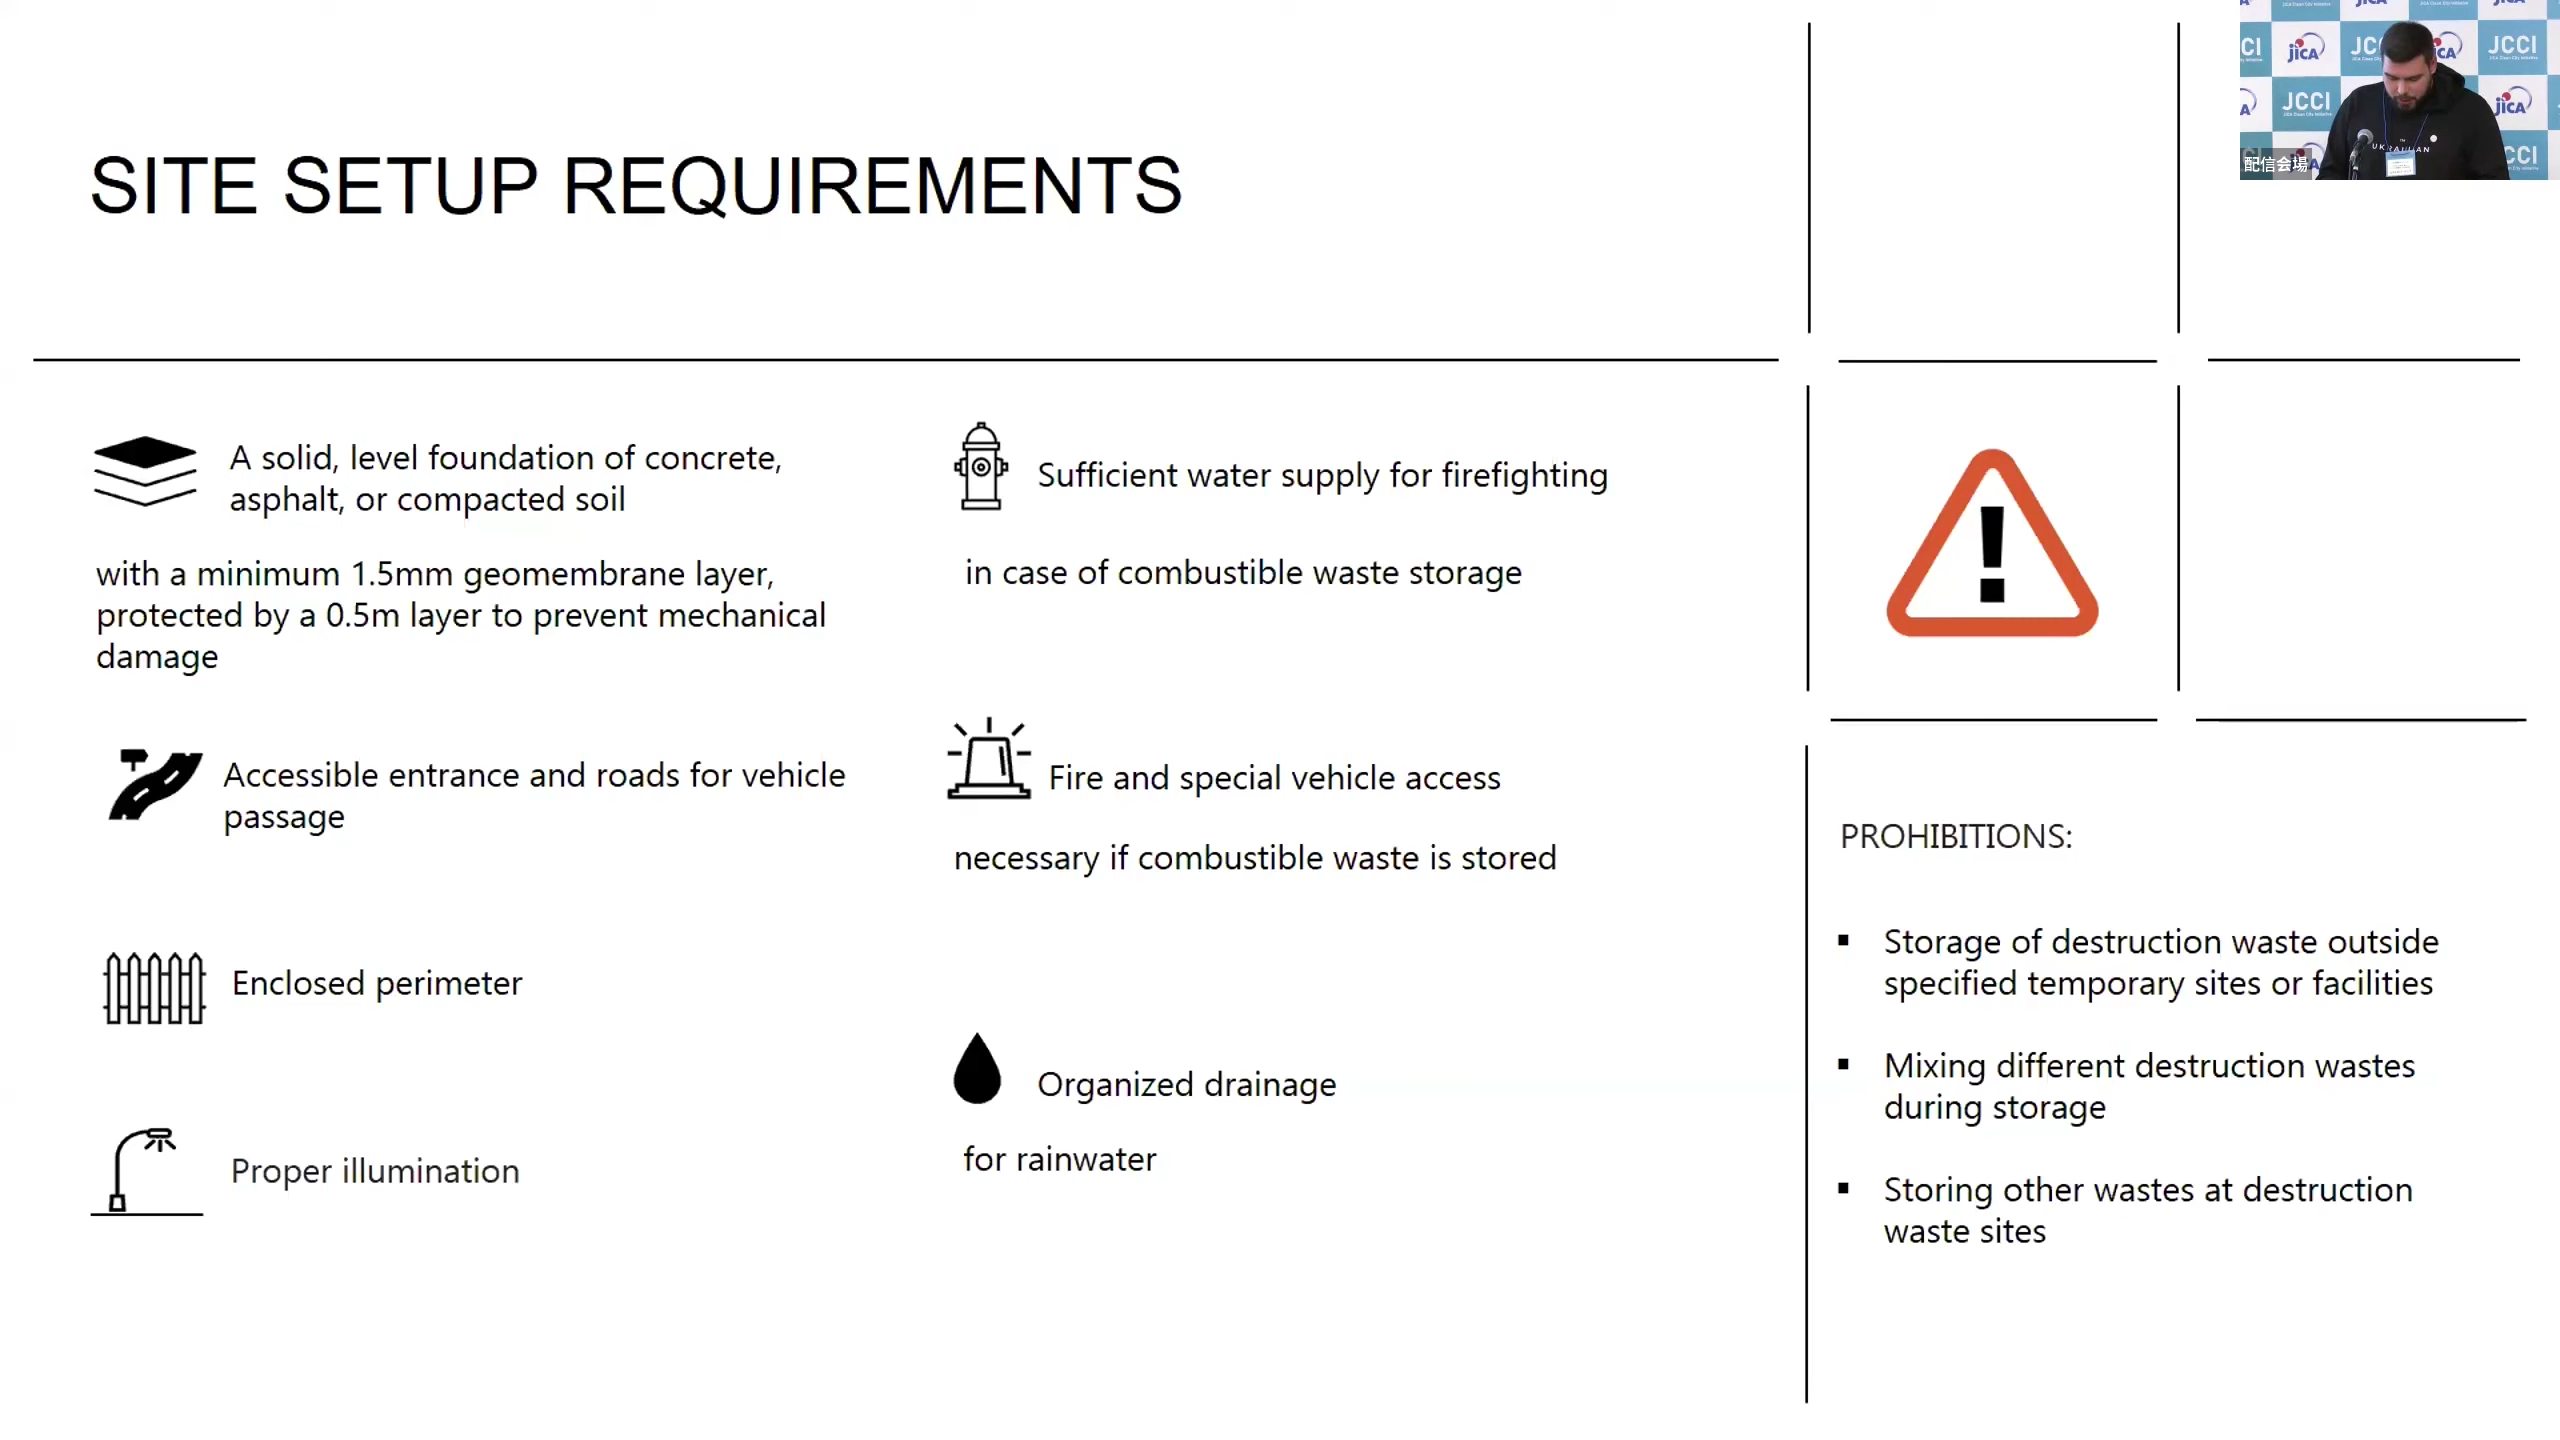 SITE SETUP REQUIREMENTS
A solid, level foundation of concrete,
asphalt, or compacted soil
with a minimum 1.5mm geomembrane layer,
protected by a 0.5m layer to prevent mechanical
damage
Accessible entrance and roads for vehicle
passage
Enclosed perimeter
Proper illumination
Sufficient water supply for firefighting
in case of combustible waste storage
Fire and special vehicle access
necessary if combustible waste is stored
Organized drainage
for rainwater
PROHIBITIONS:
▪ Storage of destruction waste outside
specified temporary sites or facilities
▪ Mixing different destruction wastes
during storage
▪ Storing other wastes at destruction
waste sites
jICA
JCCI
JCCI
jICA
UKRAINIAN
配信会場